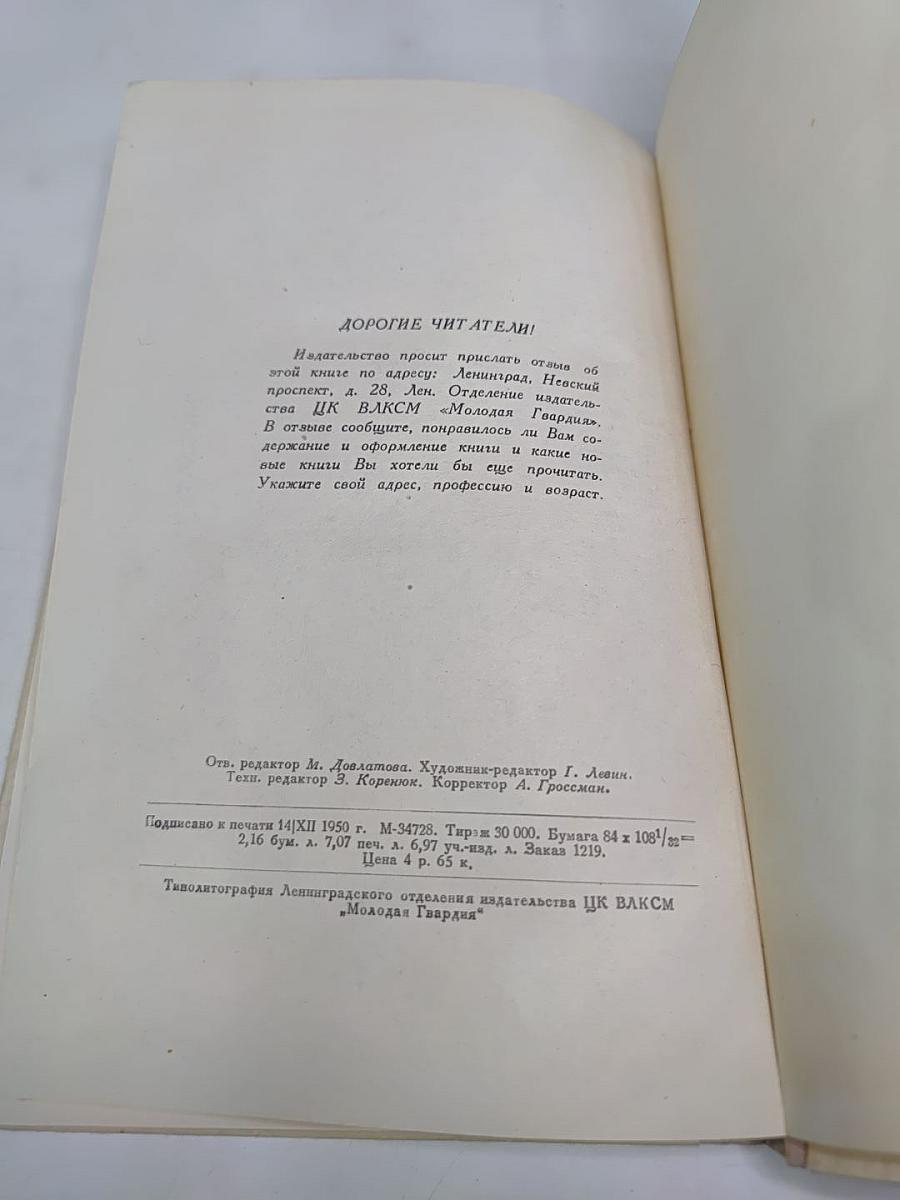 ДОРОГИЕ ЧИТАТЕЛИ!
Издательство просит прислать отзыв об
этой книге по адресу: Ленинград, Невский
проспект, д. 28, Лен. Отделение издатель-
ства ЦК ВЛКСМ «Молодая Гвардия».
В отзыве сообщите, понравилось ли Вам со-
держание и оформление книги и какие но-
вые книги Вы хотели бы еще прочитать.
Укажите свой адрес, профессию и возраст.
Отв. редактор М. Довлатова. Художник-редактор Г. Левин.
Техн. редактор З. Коренюк. Корректор А. Гроссман.
Подписано к печати 14|XII 1950 г. М-34728. Тираж 30 000. Бумага 84 х 108¹/₃₂=
2,16 бум. л. 7,07 печ. л. 6,97 уч.-изд. л. Заказ 1219.
Цена 4 р. 65 к.
Типолитография Ленинградского отделения издательства ЦК ВЛКСМ
„Молодая Гвардия“